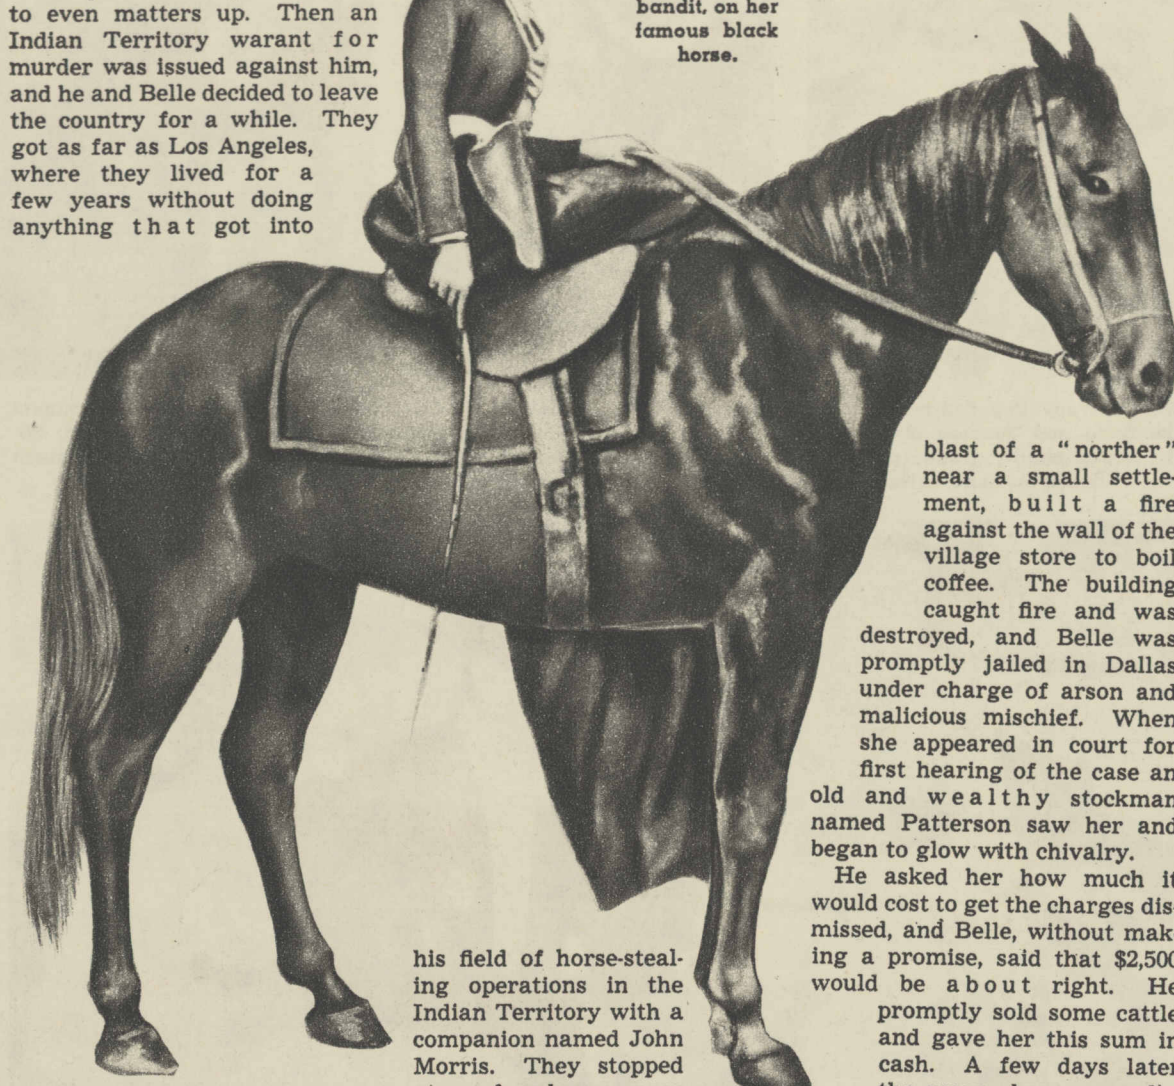 to even matters up. Then an
Indian Territory warant for
murder was issued against him,
and he and Belle decided to leave
the country for a while. They
got as far as Los Angeles,
where they lived for a
few years without doing
anything that got into
bandit, on her
famous black
horse.
his field of horse-steal-
ing operations in the
Indian Territory with a
companion named John
Morris. They stopped
blast of a "norther"
near a small settle-
ment, built a fire
against the wall of the
village store to boil
coffee. The building
caught fire and was
destroyed, and Belle was
promptly jailed in Dallas
under charge of arson and
malicious mischief. When
she appeared in court for
first hearing of the case an
old and wealthy stockman
named Patterson saw her and
began to glow with chivalry.
He asked her how much it
would cost to get the charges dis-
missed, and Belle, without mak-
ing a promise, said that $2,500
would be about right. He
promptly sold some cattle
and gave her this sum in
cash. A few days later